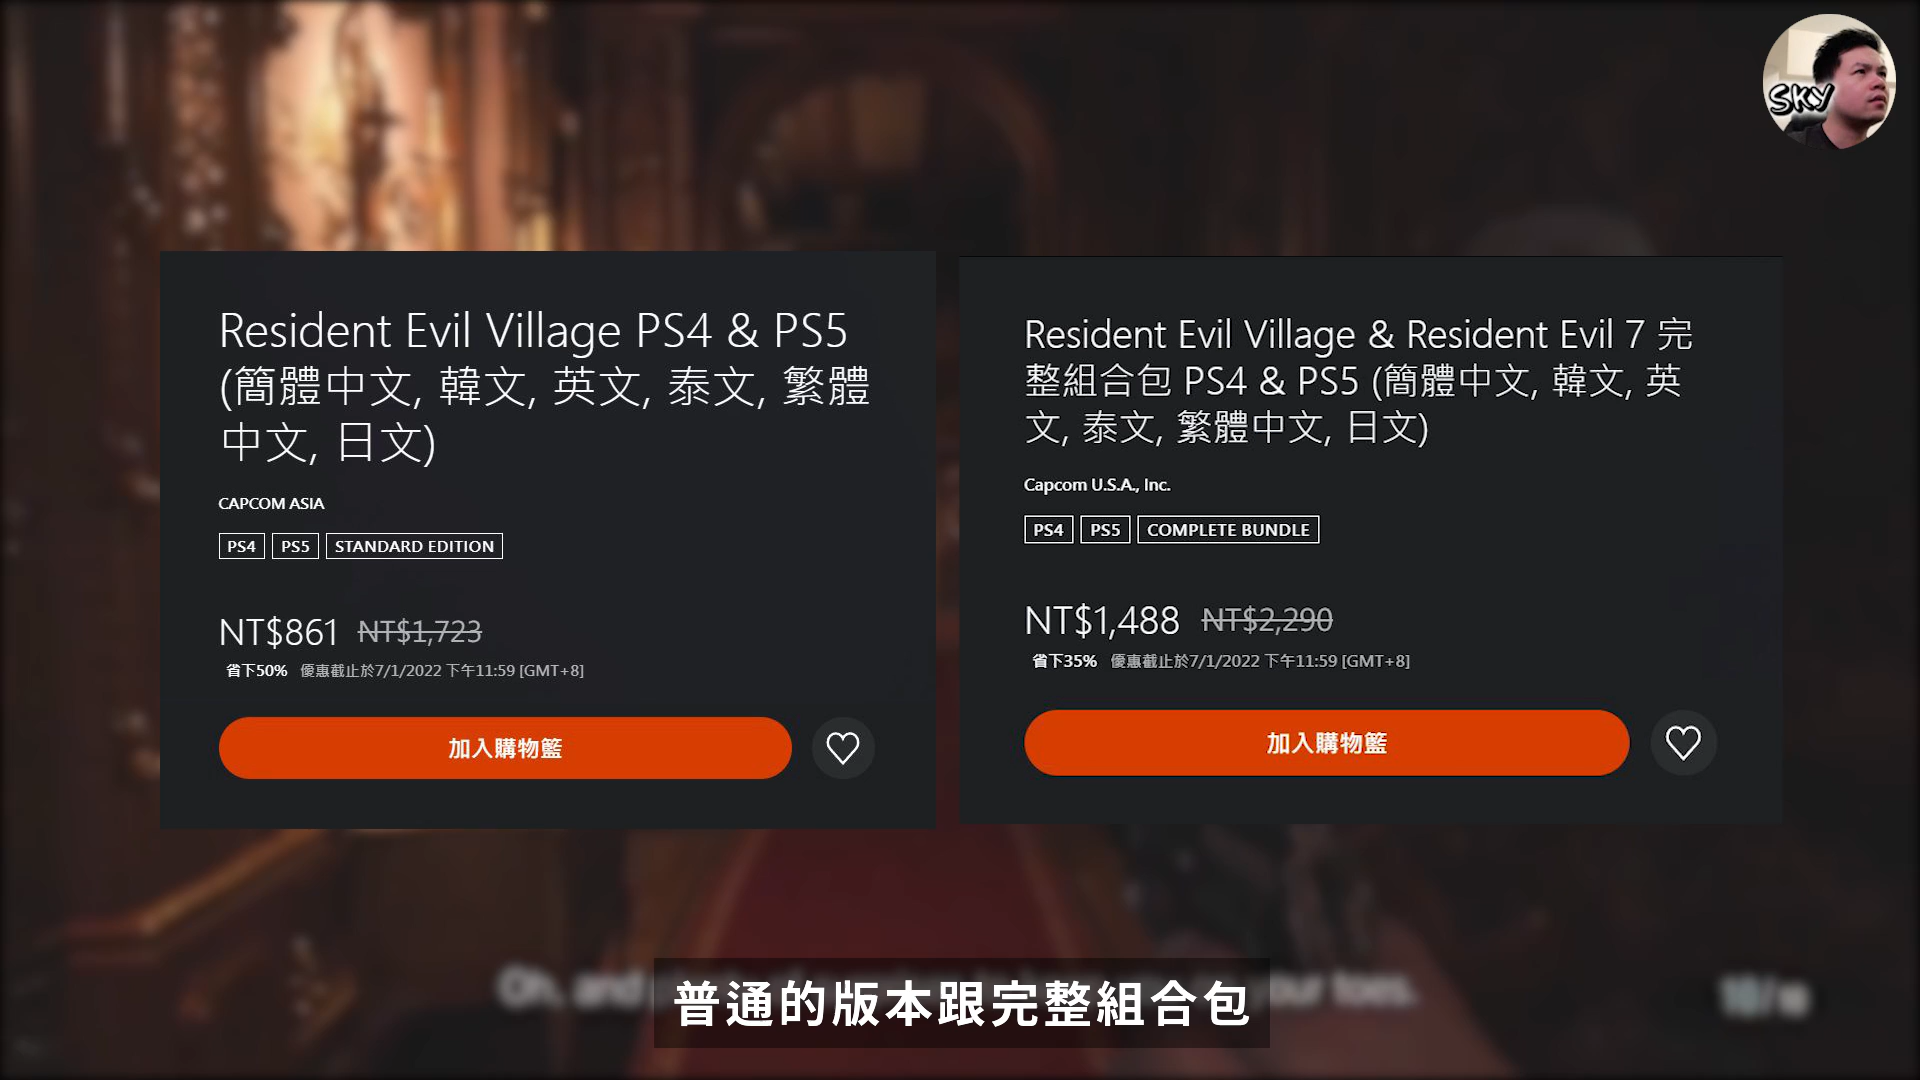 SKY
Resident Evil Village PS4 & PS5
(簡體中文, 韓文, 英文, 泰文, 繁體
中文, 日文)
CAPCOM ASIA
PS4 PS5 STANDARD EDITION
NT$861 NT$1,723
省下50% 優惠截止於7/1/2022 下午11:59 [GMT+8]
加入購物籃
Resident Evil Village & Resident Evil 7 完
整組合包 PS4 & PS5 (簡體中文, 韓文, 英
文, 泰文, 繁體中文, 日文)
Capcom U.S.A., Inc.
PS4 PS5 COMPLETE BUNDLE
NT$1,488 NT$2,290
省下35% 優惠截止於7/1/2022 下午11:59 [GMT+8]
加入購物籃
Oh, and your toes.
普通的版本跟完整組合包